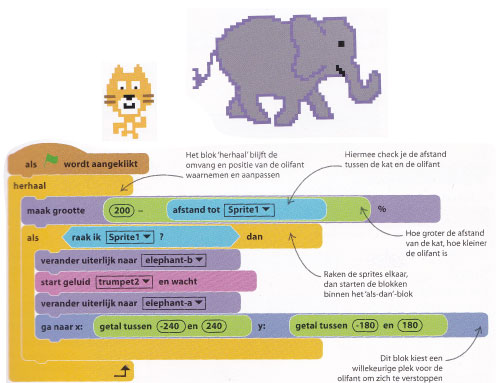 als wordt aangeklikt
Het blok 'herhaal' blijft de
omvang en positie van de olifant
waarnemen en aanpassen
Hiermee check je de afstand
tussen de kat en de olifant
herhaal
maak grootte 200 - afstand tot Sprite1 %
als raak ik Sprite1 ? dan
Hoe groter de afstand
van de kat, hoe kleiner
de olifant is
verander uiterlijk naar elephant-b
start geluid trumpet2 en wacht
verander uiterlijk naar elephant-a
Raken de sprites elkaar,
dan starten de blokken
binnen het 'als-dan'-blok
ga naar x: getal tussen -240 en 240 y: getal tussen -180 en 180
Dit blok kiest een
willekeurige plek voor de
olifant om zich te verstoppen